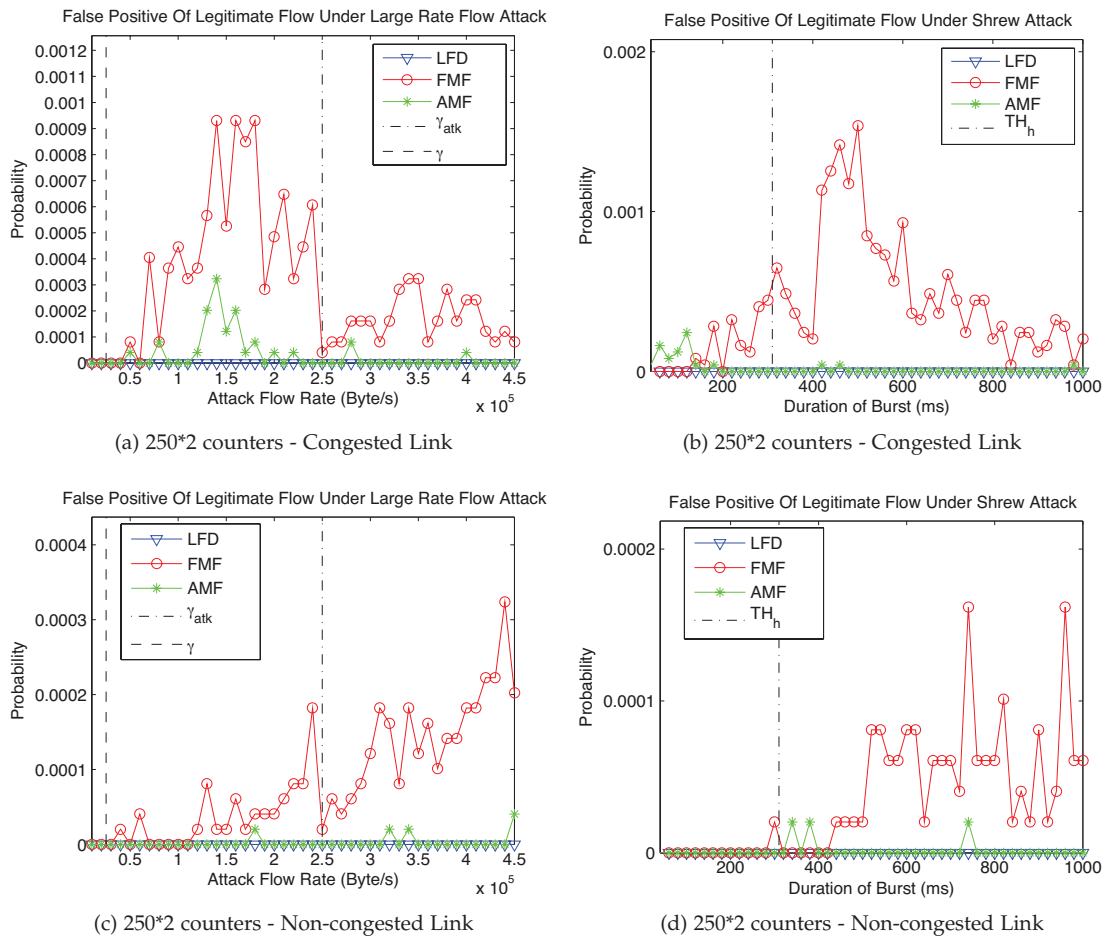 False Positive Of Legitimate Flow Under Large Rate Flow Attack
0.0012
0.0011
0.001
0.0009
0.0008
0.0007
0.0006
0.0005
0.0004
0.0003
0.0002
0.0001
0
Probability
LFD
FMF
AMF
γ_atk
γ
0.5 1 1.5 2 2.5 3 3.5 4 4.5
Attack Flow Rate (Byte/s)
x 10^5
(a) 250*2 counters - Congested Link
False Positive Of Legitimate Flow Under Shrew Attack
0.002
0.001
0
Probability
LFD
FMF
AMF
TH_h
200 400 600 800 1000
Duration of Burst (ms)
(b) 250*2 counters - Congested Link
False Positive Of Legitimate Flow Under Large Rate Flow Attack
0.0004
0.0003
0.0002
0.0001
0
Probability
LFD
FMF
AMF
γ_atk
γ
0.5 1 1.5 2 2.5 3 3.5 4 4.5
Attack Flow Rate (Byte/s)
x 10^5
(c) 250*2 counters - Non-congested Link
False Positive Of Legitimate Flow Under Shrew Attack
0.0002
0.0001
0
Probability
LFD
FMF
AMF
TH_h
200 400 600 800 1000
Duration of Burst (ms)
(d) 250*2 counters - Non-congested Link